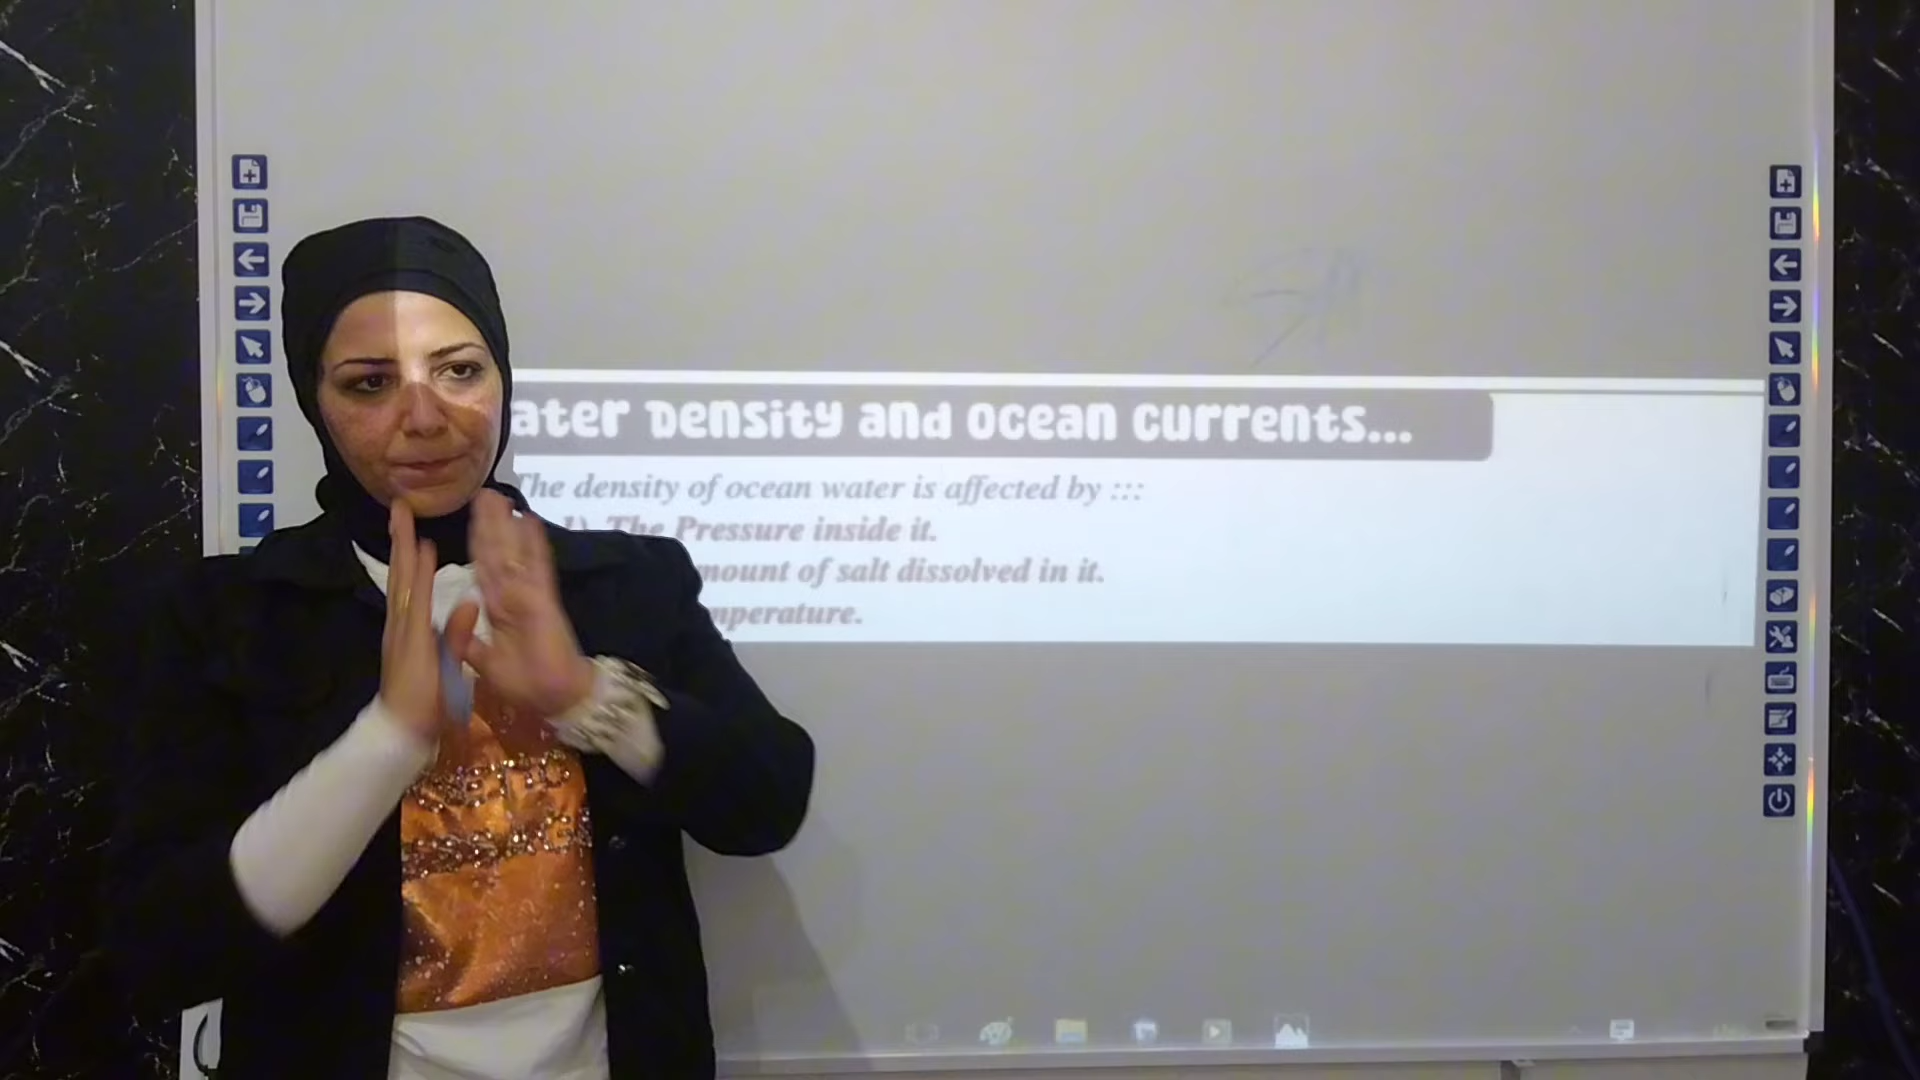 ater Density and Ocean Currents...
The density of ocean water is affected by :::
1) The Pressure inside it.
mount of salt dissolved in it.
mperature.